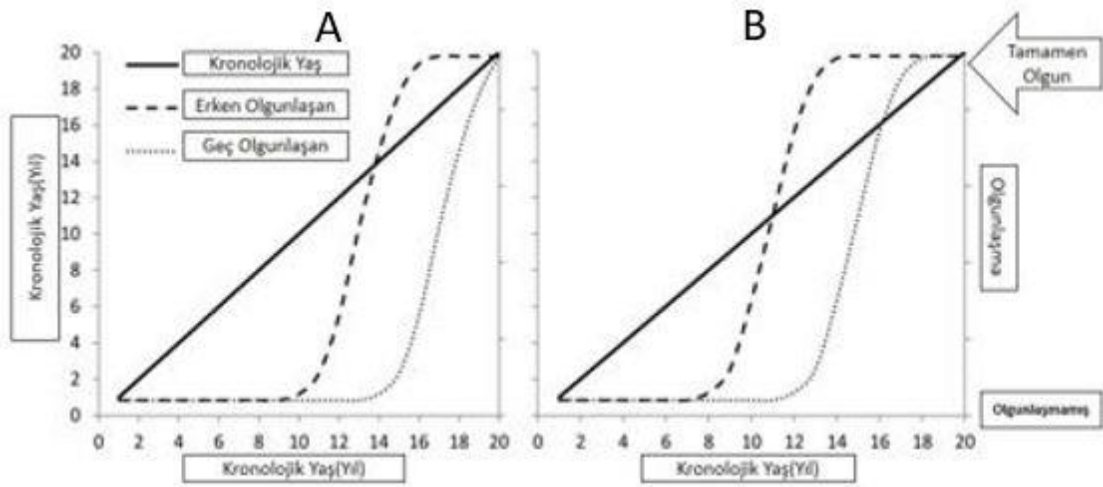 A
B
Kronolojik Yaş
Erken Olgunlaşan
Geç Olgunlaşan
Tamamen
Olgun
Kronolojik Yaş(Yıl)
Olgunlaşma
Olgunlaşmamış
20
18
16
14
12
10
8
6
4
2
0
0 2 4 6 8 10 12 14 16 18 20
0 2 4 6 8 10 12 14 16 18 20
Kronolojik Yaş(Yıl)
Kronolojik Yaş(Yıl)